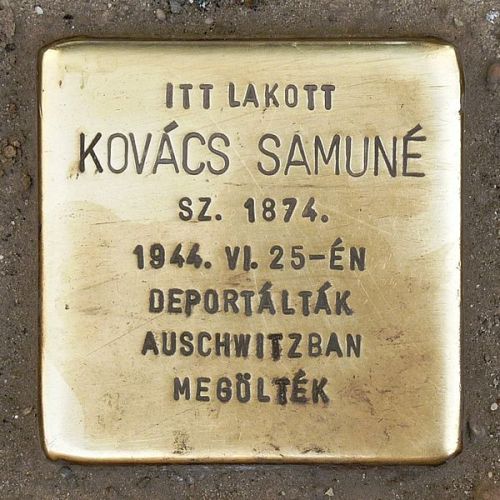 ITT LAKOTT
KOVÁCS SAMUNÉ
SZ. 1874.
1944. VI. 25-ÉN
DEPORTÁLTÁK
AUSCHWITZBAN
MEGÖLTÉK